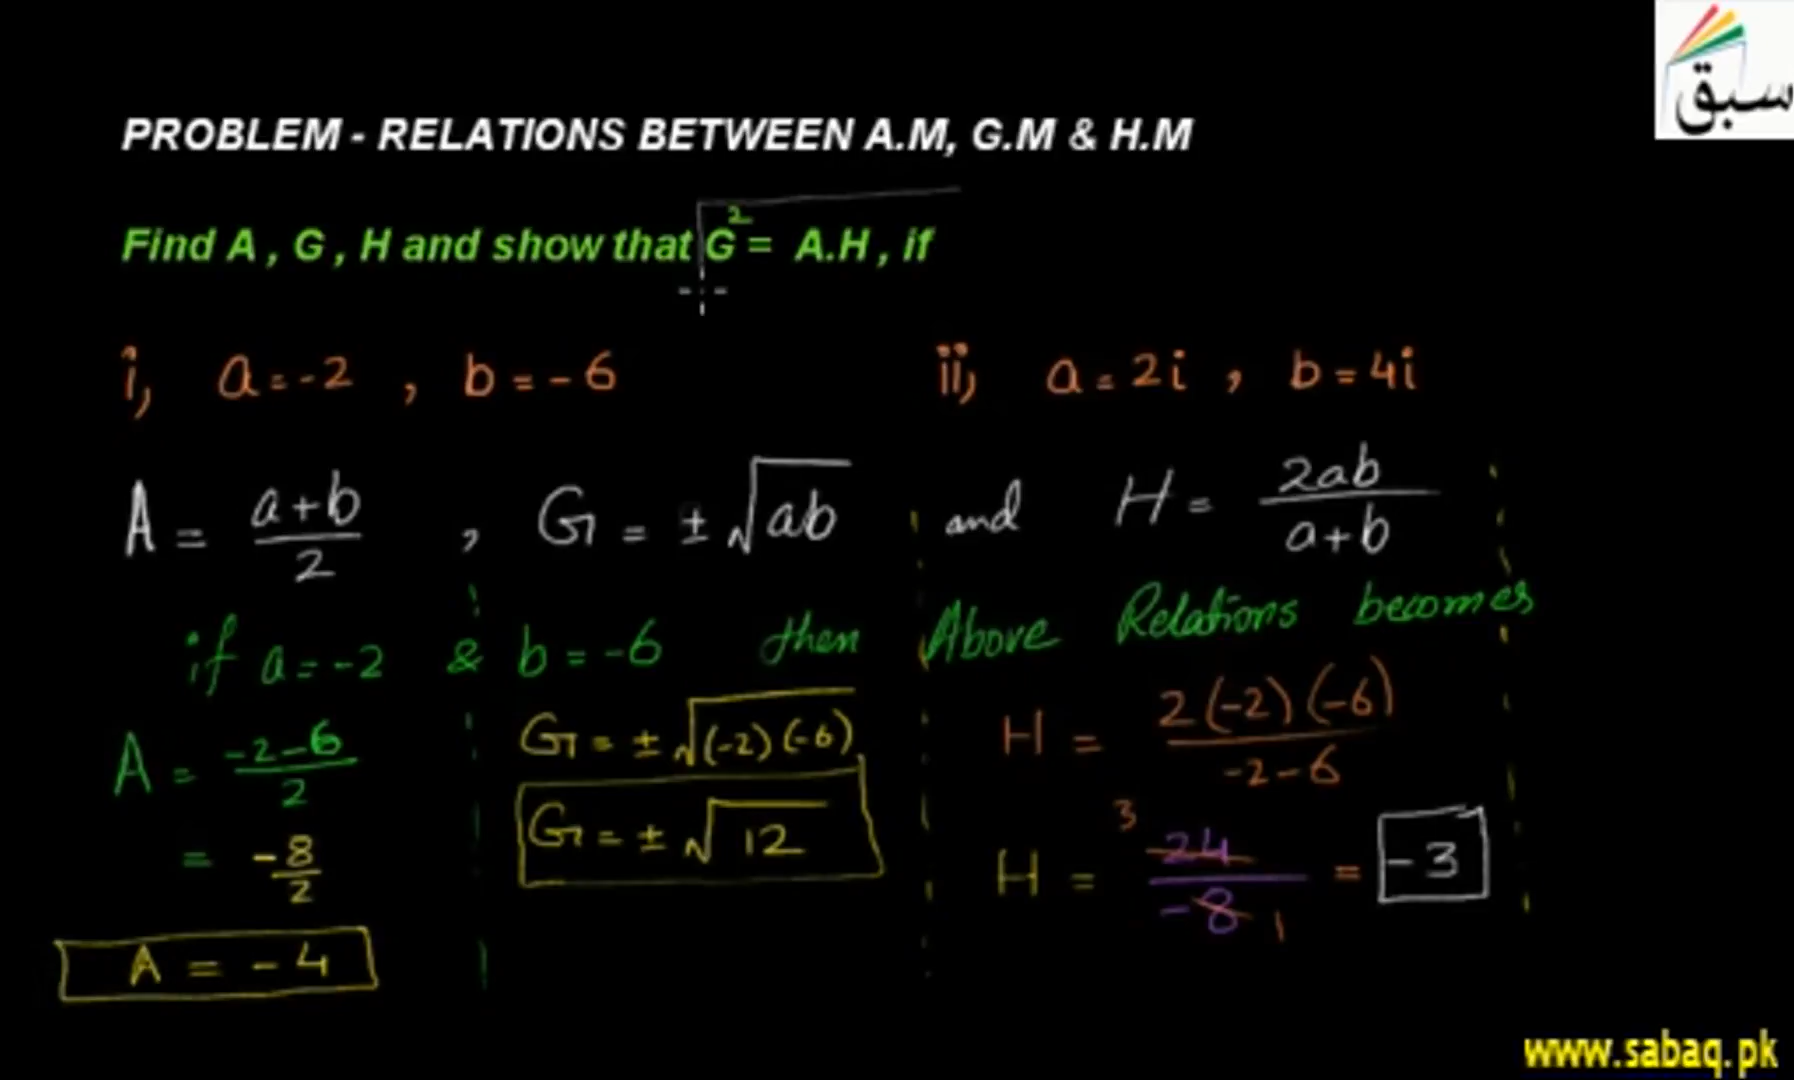 سبق
PROBLEM - RELATIONS BETWEEN A.M, G.M & H.M
Find A , G , H and show that G² = A.H , if
i, a = -2 , b = -6 ii, a = 2i , b = 4i
A = (a+b)/2 , G = ±√(ab) and H = 2ab/(a+b)
if a = -2 & b = -6 then Above Relations becomes
A = (-2-6)/2 G = ±√((-2)(-6)) H = 2(-2)(-6)/(-2-6)
= -8/2 G = ±√12 H = 24/-8 3 1 = -3
A = -4
www.sabaq.pk